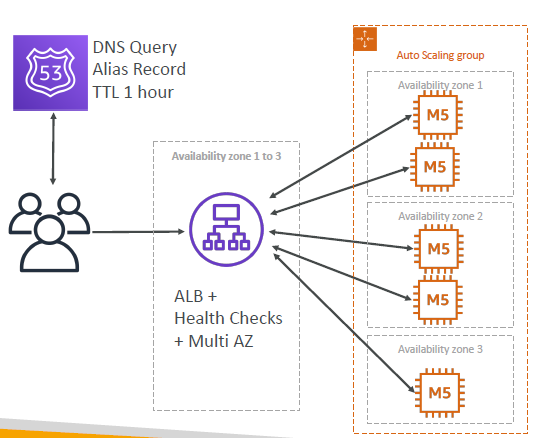 53
DNS Query
Alias Record
TTL 1 hour
Availability zone 1 to 3
ALB +
Health Checks
+ Multi AZ
Auto Scaling group
Availability zone 1
M5
M5
Availability zone 2
M5
M5
Availability zone 3
M5